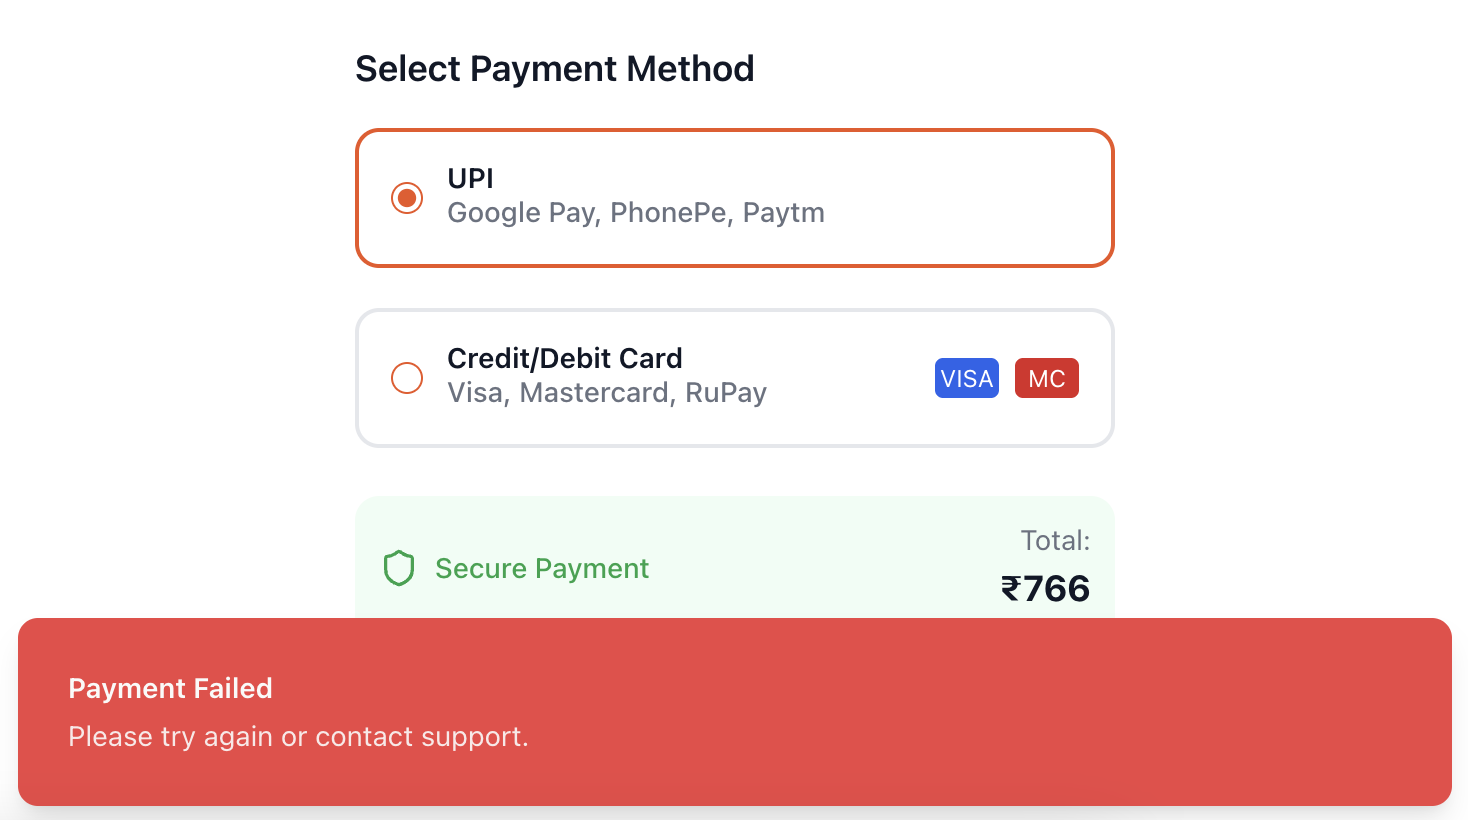 Select Payment Method
UPI
Google Pay, PhonePe, Paytm
Credit/Debit Card
Visa, Mastercard, RuPay
VISA MC
Secure Payment
Total:
₹766
Payment Failed
Please try again or contact support.